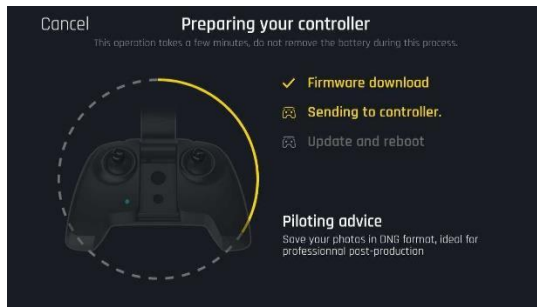 Cancel
Preparing your controller
This operation takes a few minutes, do not remove the battery during this process.
Firmware download
Sending to controller.
Update and reboot
Piloting advice
Save your photos in DNG format, ideal for
professionnal post-production